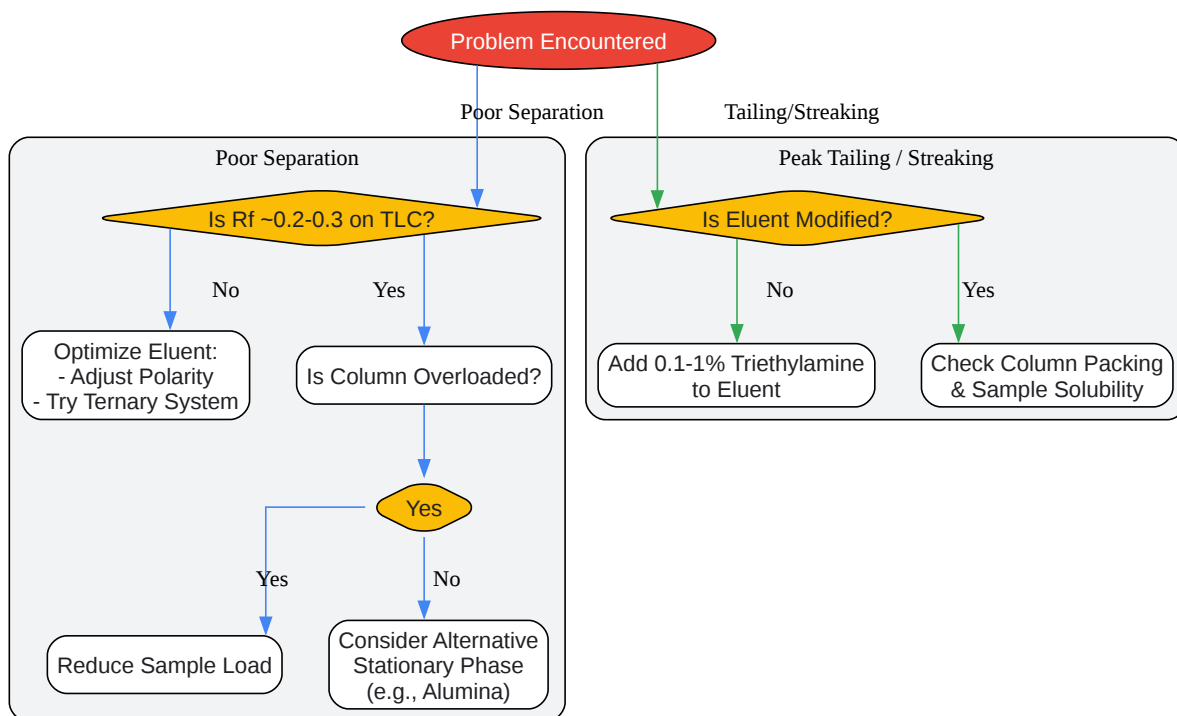 Problem Encountered
Poor Separation
Tailing/Streaking
Poor Separation
Is Rf ~0.2-0.3 on TLC?
No
Yes
Optimize Eluent:
- Adjust Polarity
- Try Ternary System
Is Column Overloaded?
Yes
Yes
No
Reduce Sample Load
Consider Alternative
Stationary Phase
(e.g., Alumina)
Peak Tailing / Streaking
Is Eluent Modified?
No
Yes
Add 0.1-1% Triethylamine
to Eluent
Check Column Packing
& Sample Solubility